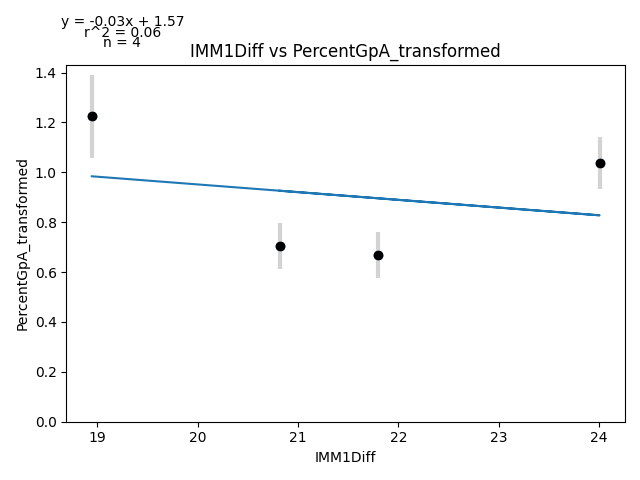 y = -0.03x + 1.57
r^2 = 0.06
n = 4
IMM1Diff vs PercentGpA_transformed
PercentGpA_transformed
1.4
1.2
1.0
0.8
0.6
0.4
0.2
0.0
19 20 21 22 23 24
IMM1Diff